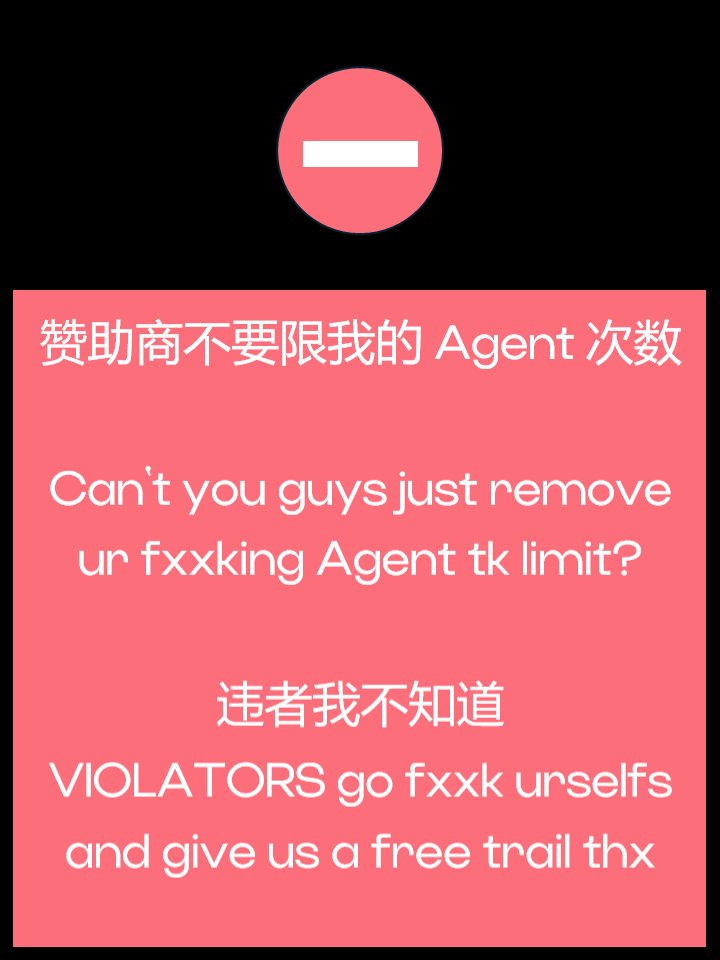 赞助商不要限我的 Agent 次数
Can't you guys just remove
ur fxxking Agent tk limit?
违者我不知道
VIOLATORS go fxxk urselfs
and give us a free trail thx